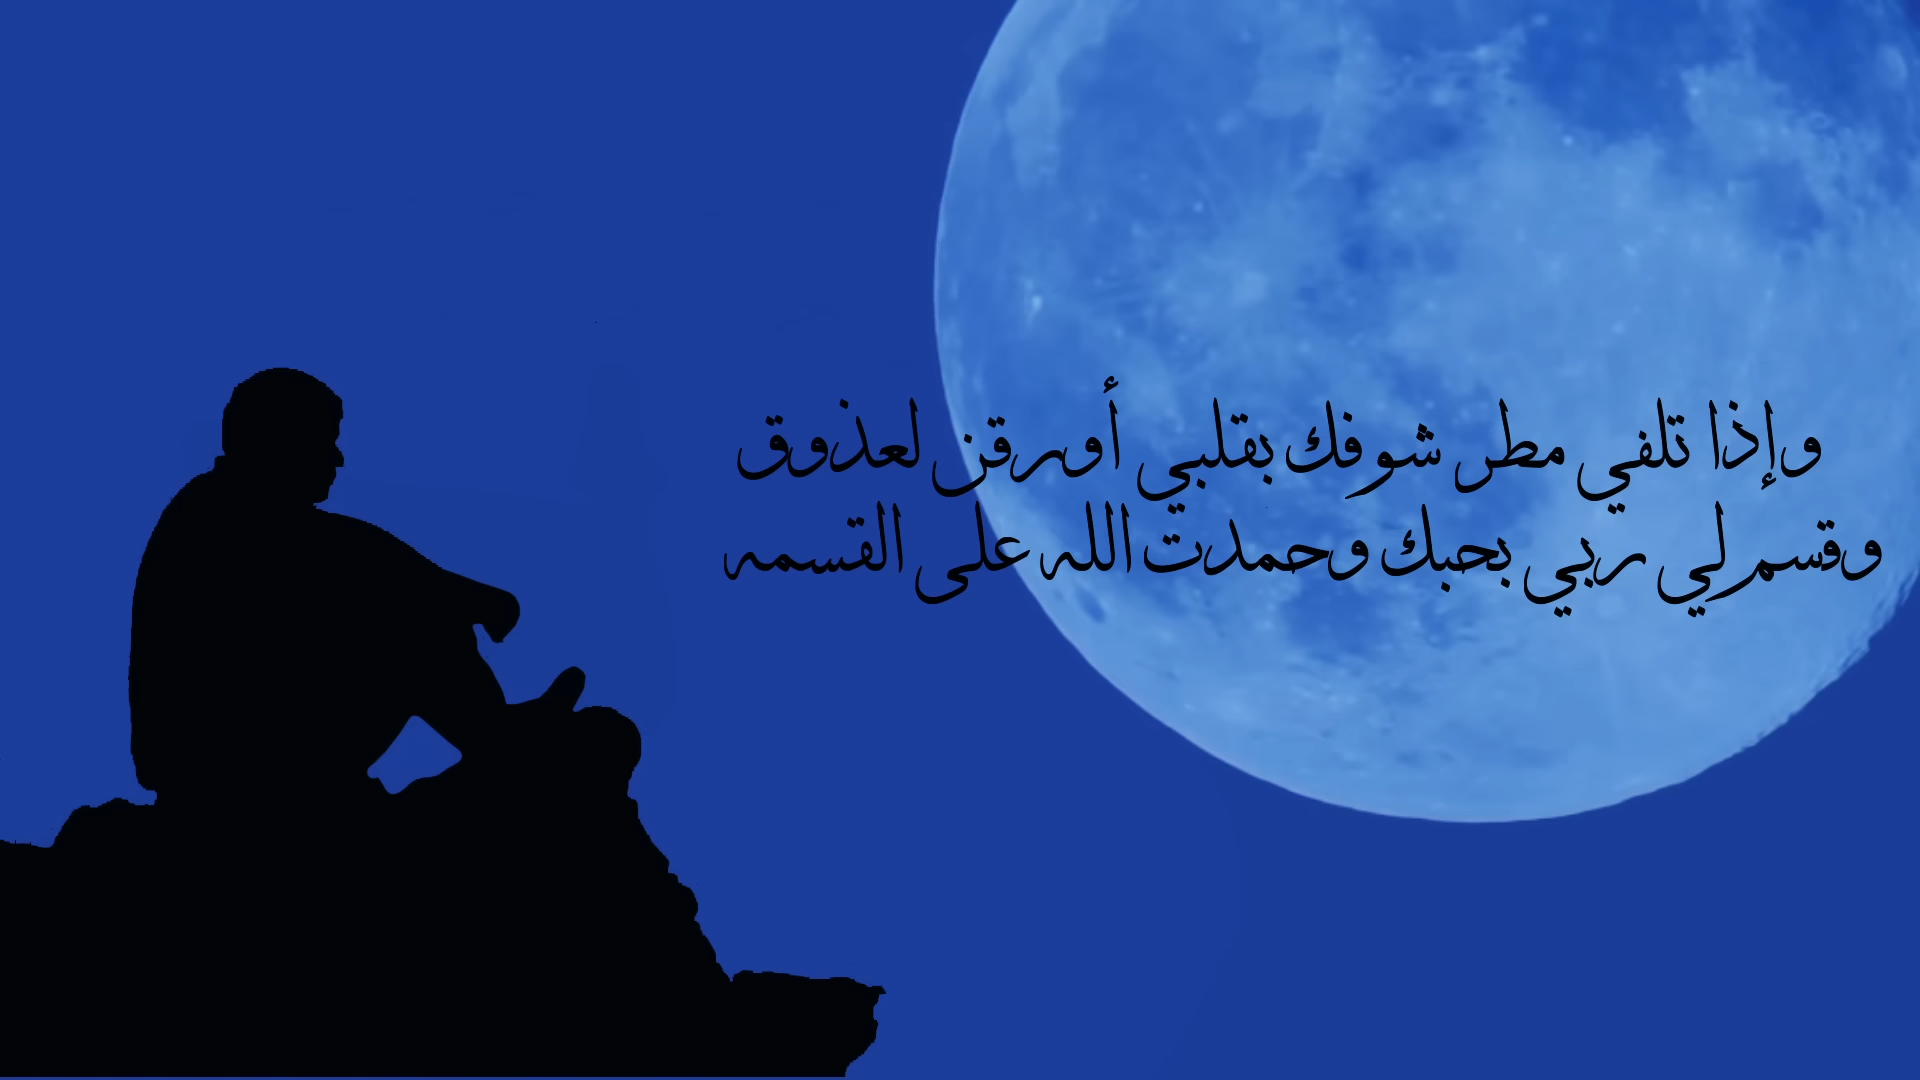 وإذا تلفي مطر شوفك بقلبي أورقن لعذوق
وقسم لي ربي بحبك وحمدت الله على القسمه